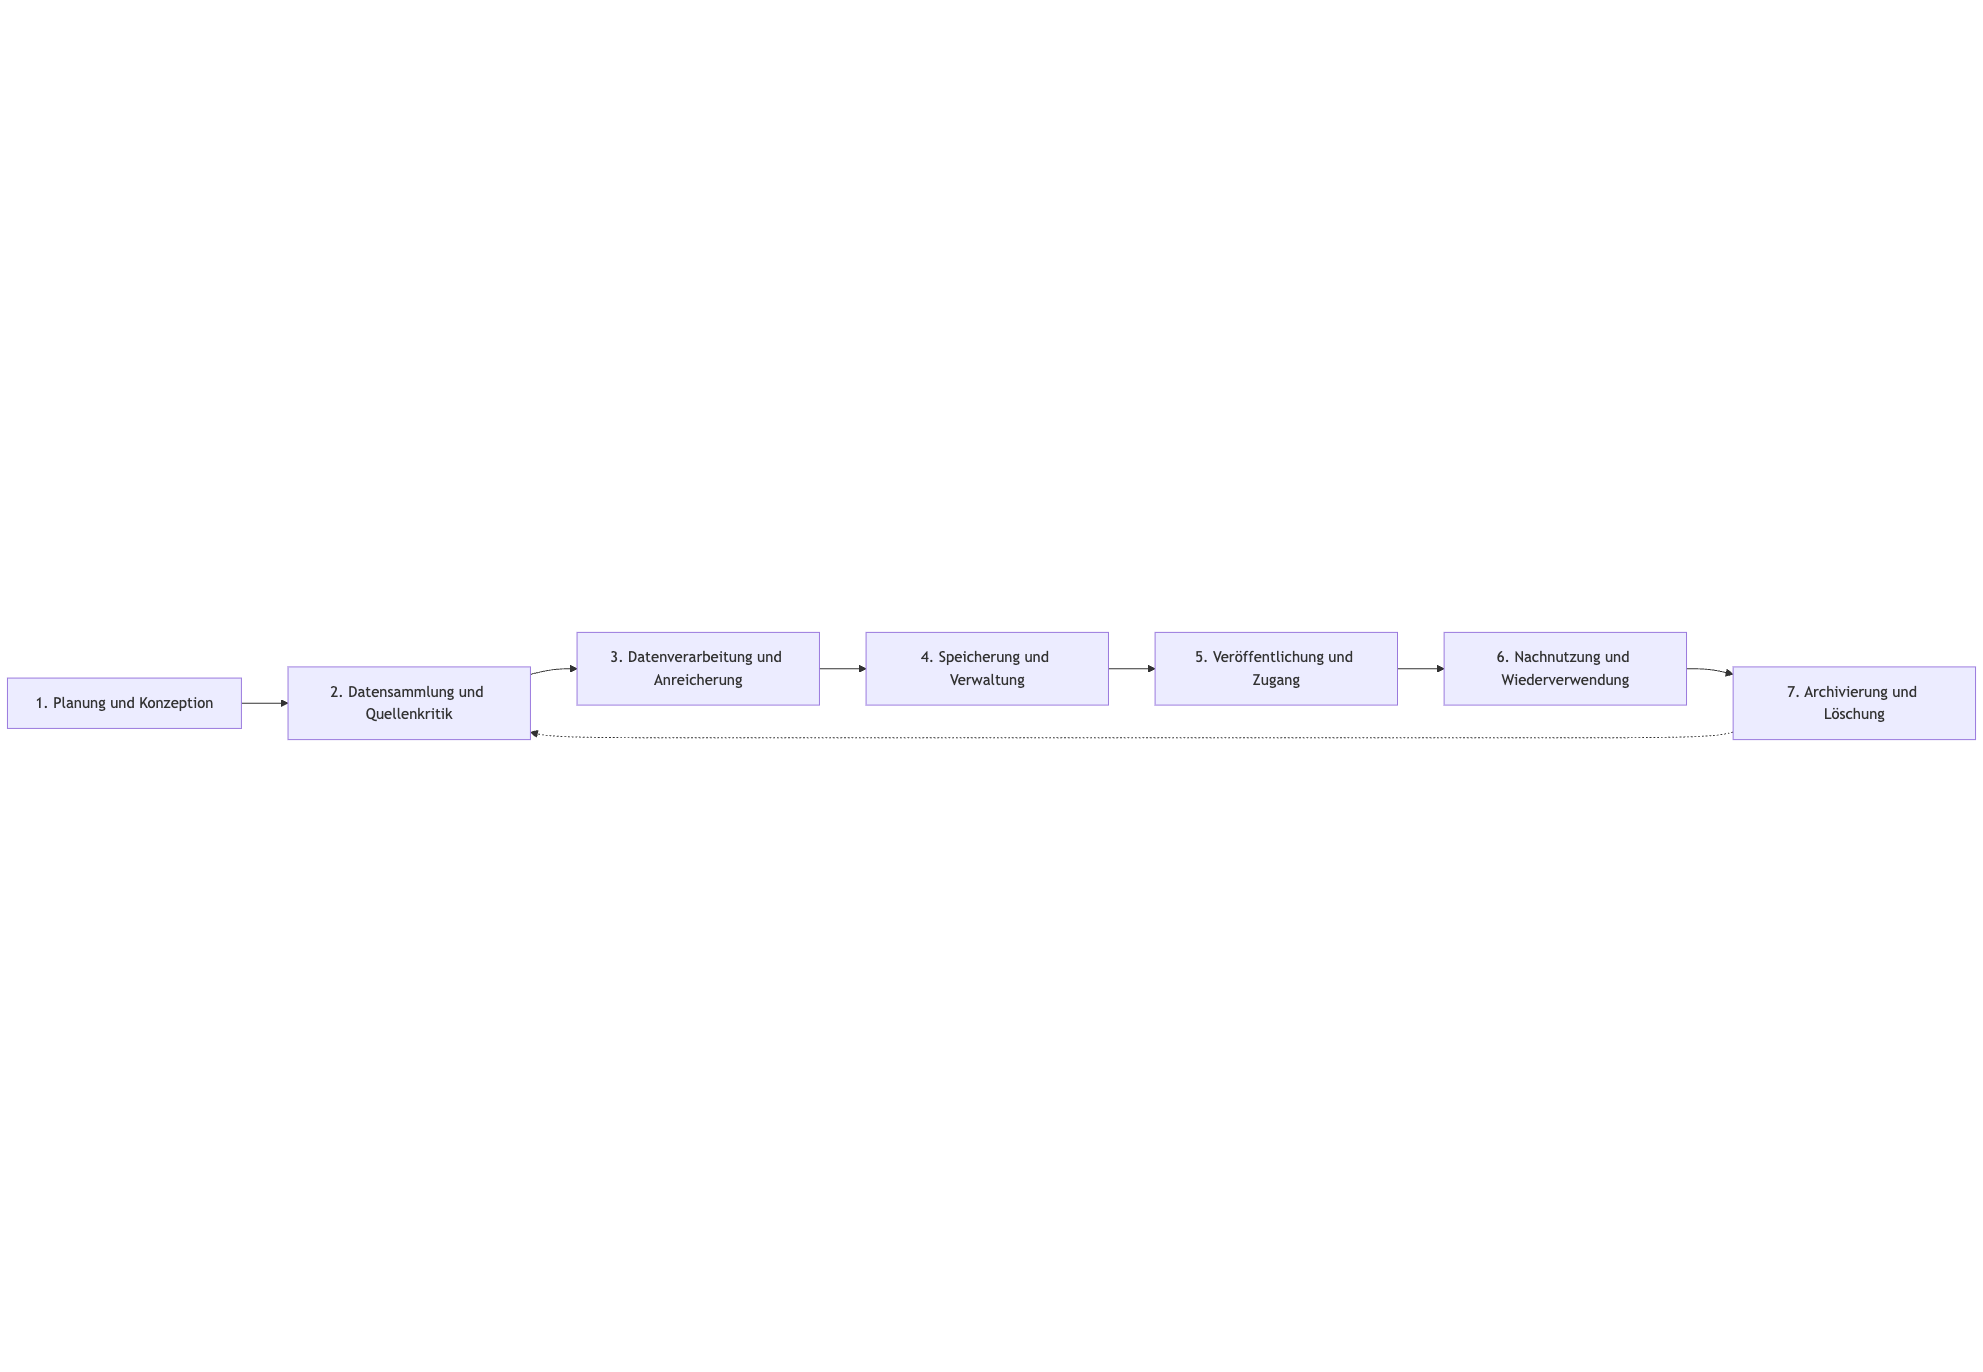 1. Planung und Konzeption
2. Datensammlung und
Quellenkritik
3. Datenverarbeitung und
Anreicherung
4. Speicherung und
Verwaltung
5. Veröffentlichung und
Zugang
6. Nachnutzung und
Wiederverwendung
7. Archivierung und
Löschung